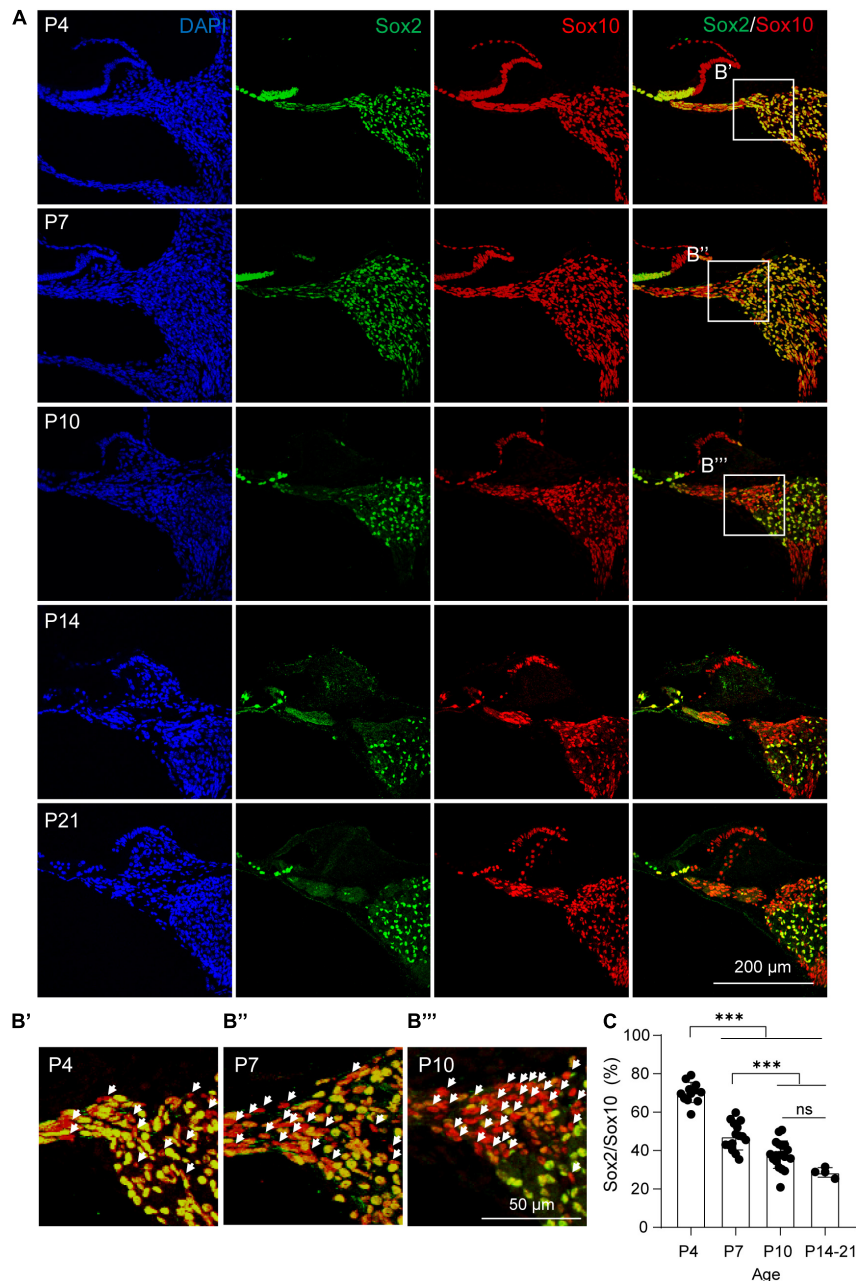 A
P4 DAPI Sox2 Sox10 Sox2/Sox10
B’
P7
B’’
P10
B’’’
P14
P21
200 µm
B’ B’’ B’’’ C
P4 P7 P10
50 µm
Sox2/Sox10 (%)
100
80
60
40
20
0
***
***
ns
P4 P7 P10 P14-21
Age